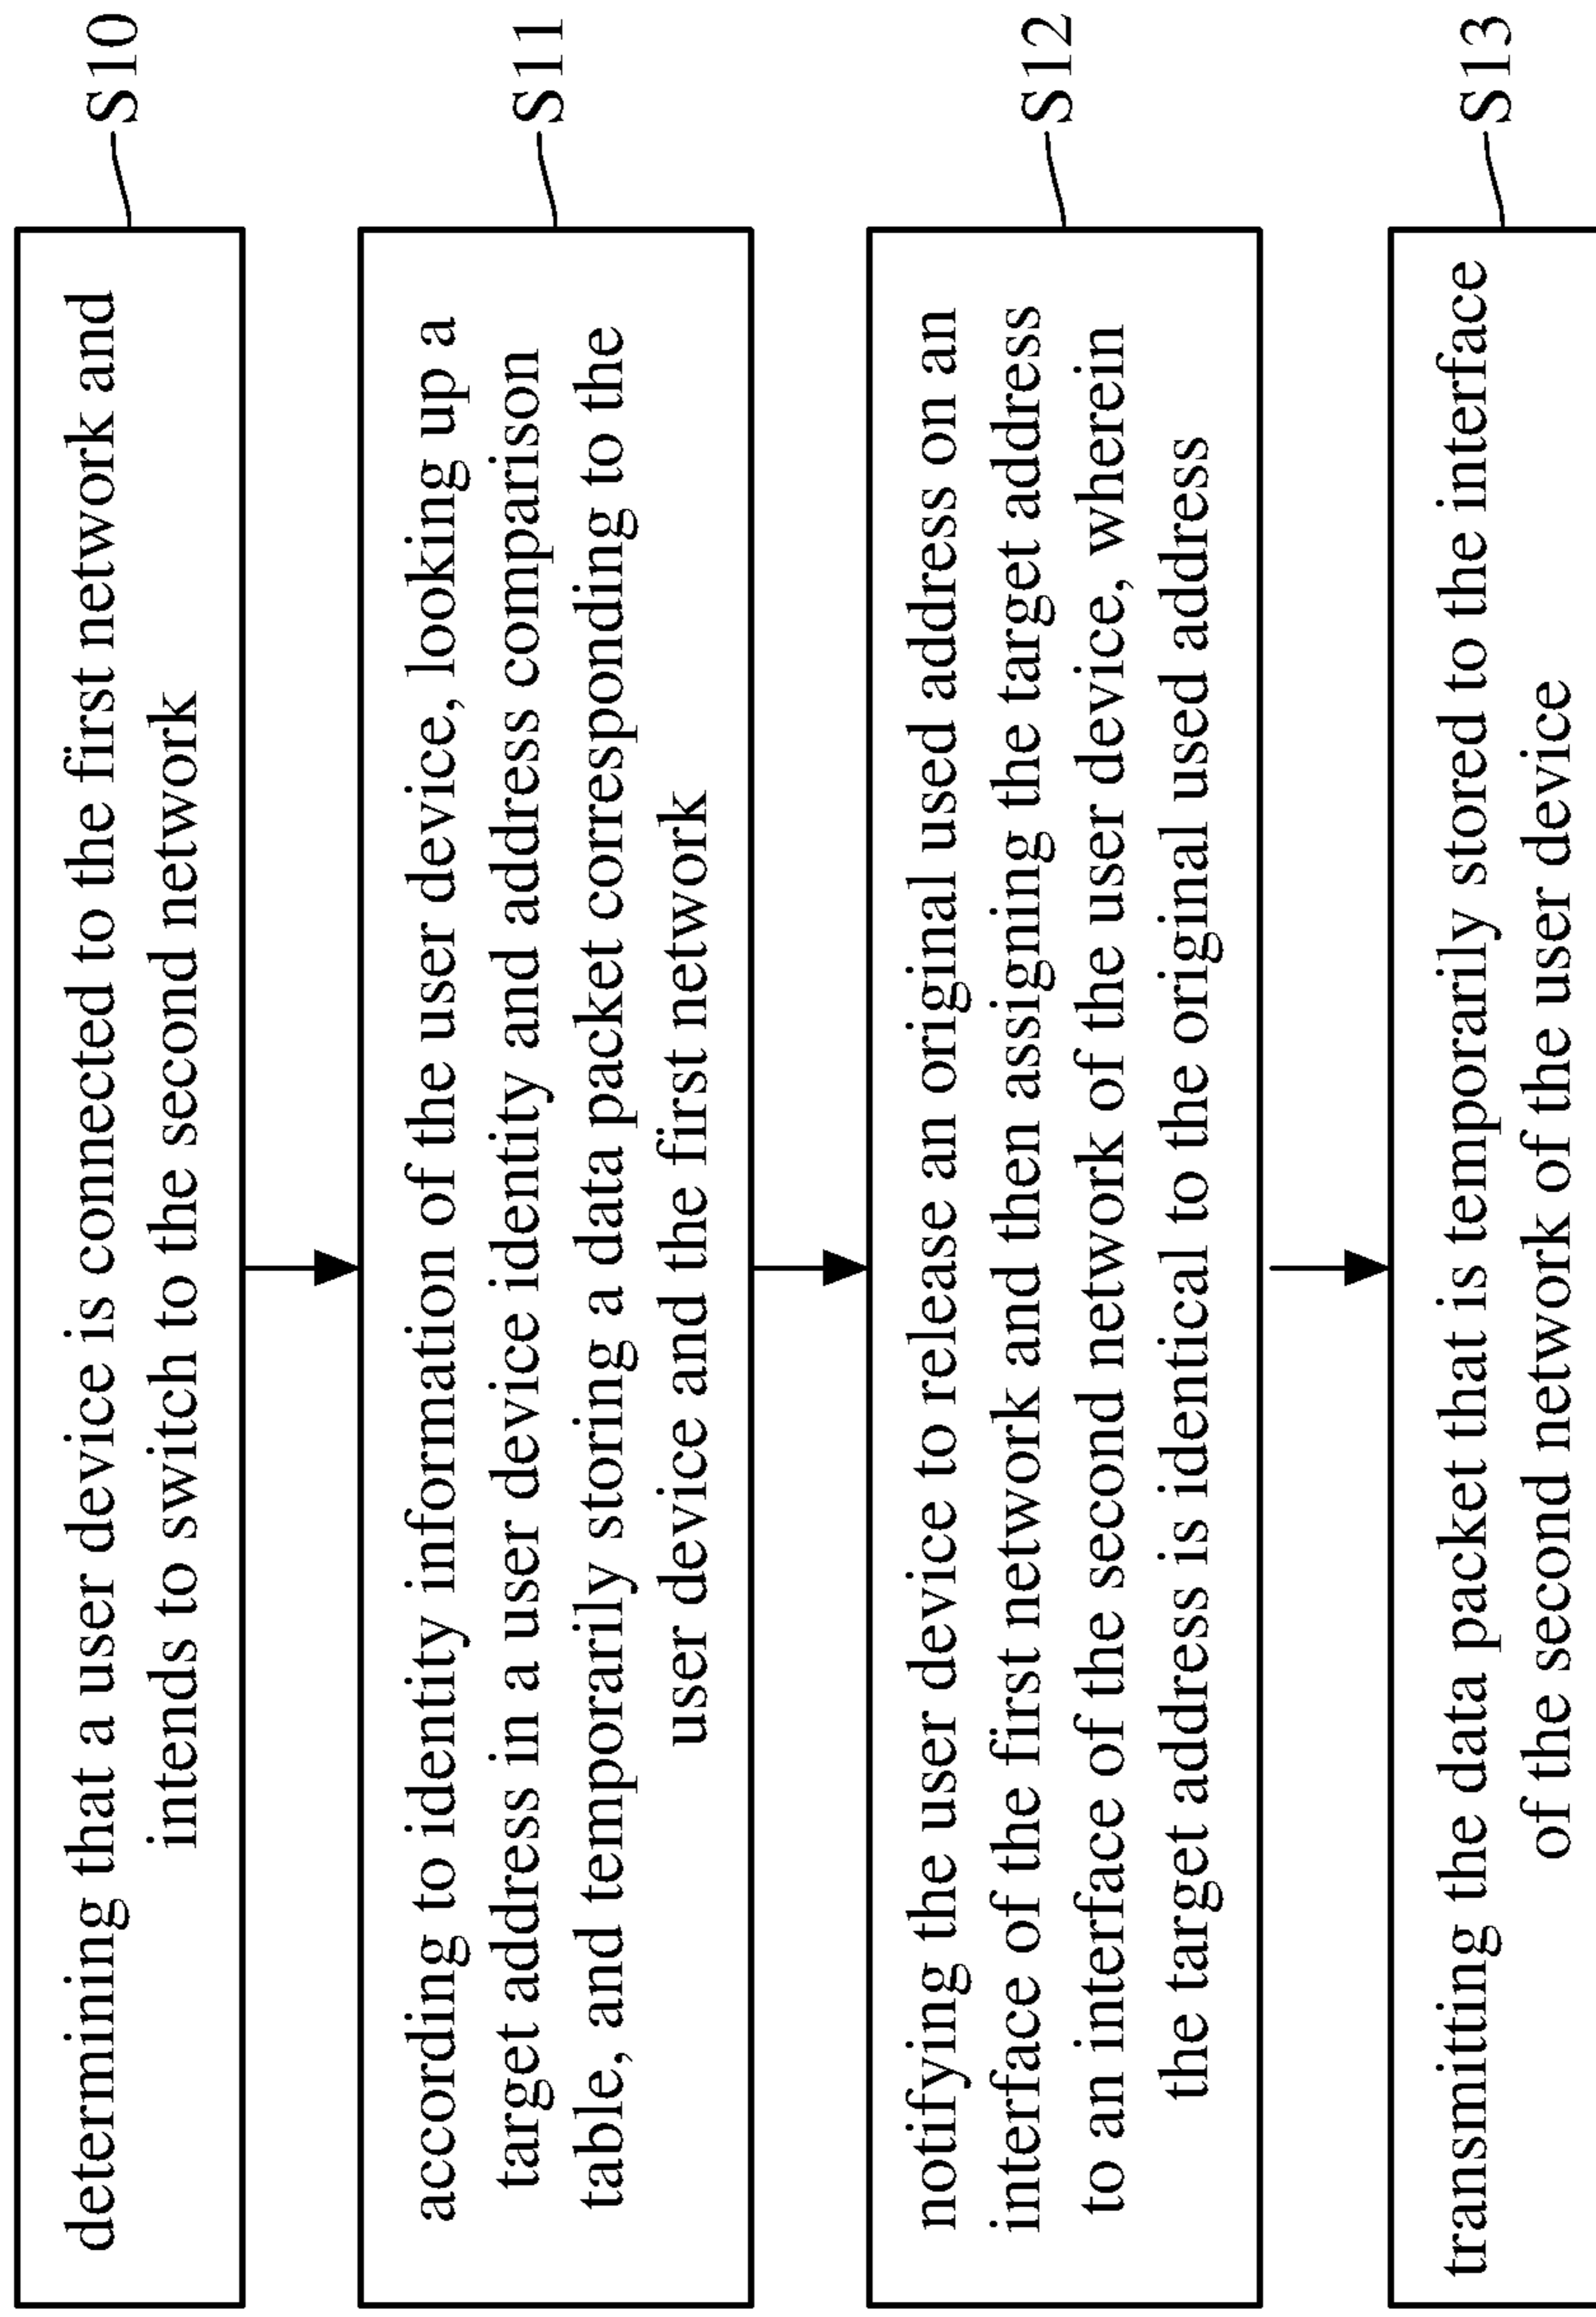 determining that a user device is connected to the first network and
intends to switch to the second network
S10
according to identity information of the user device, looking up a
target address in a user device identity and address comparison
table, and temporarily storing a data packet corresponding to the
user device and the first network
S11
notifying the user device to release an original used address on an
interface of the first network and then assigning the target address
to an interface of the second network of the user device, wherein
the target address is identical to the original used address
S12
transmitting the data packet that is temporarily stored to the interface
of the second network of the user device
S13